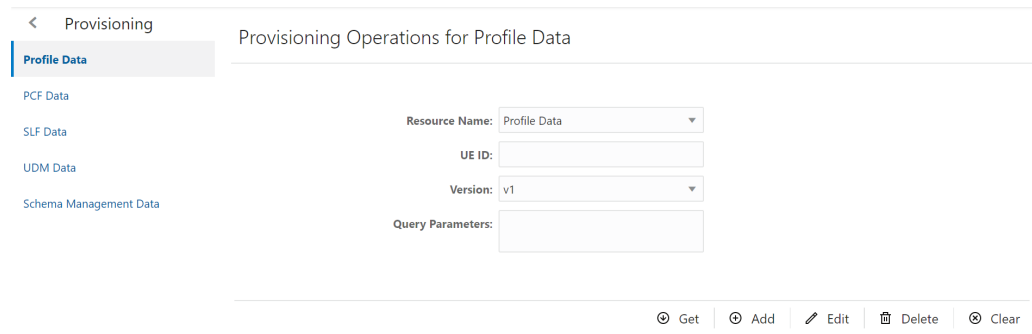 Provisioning
Profile Data
PCF Data
SLF Data
UDM Data
Schema Management Data
Provisioning Operations for Profile Data
Resource Name: Profile Data
UE ID:
Version: v1
Query Parameters:
Get Add Edit Delete Clear